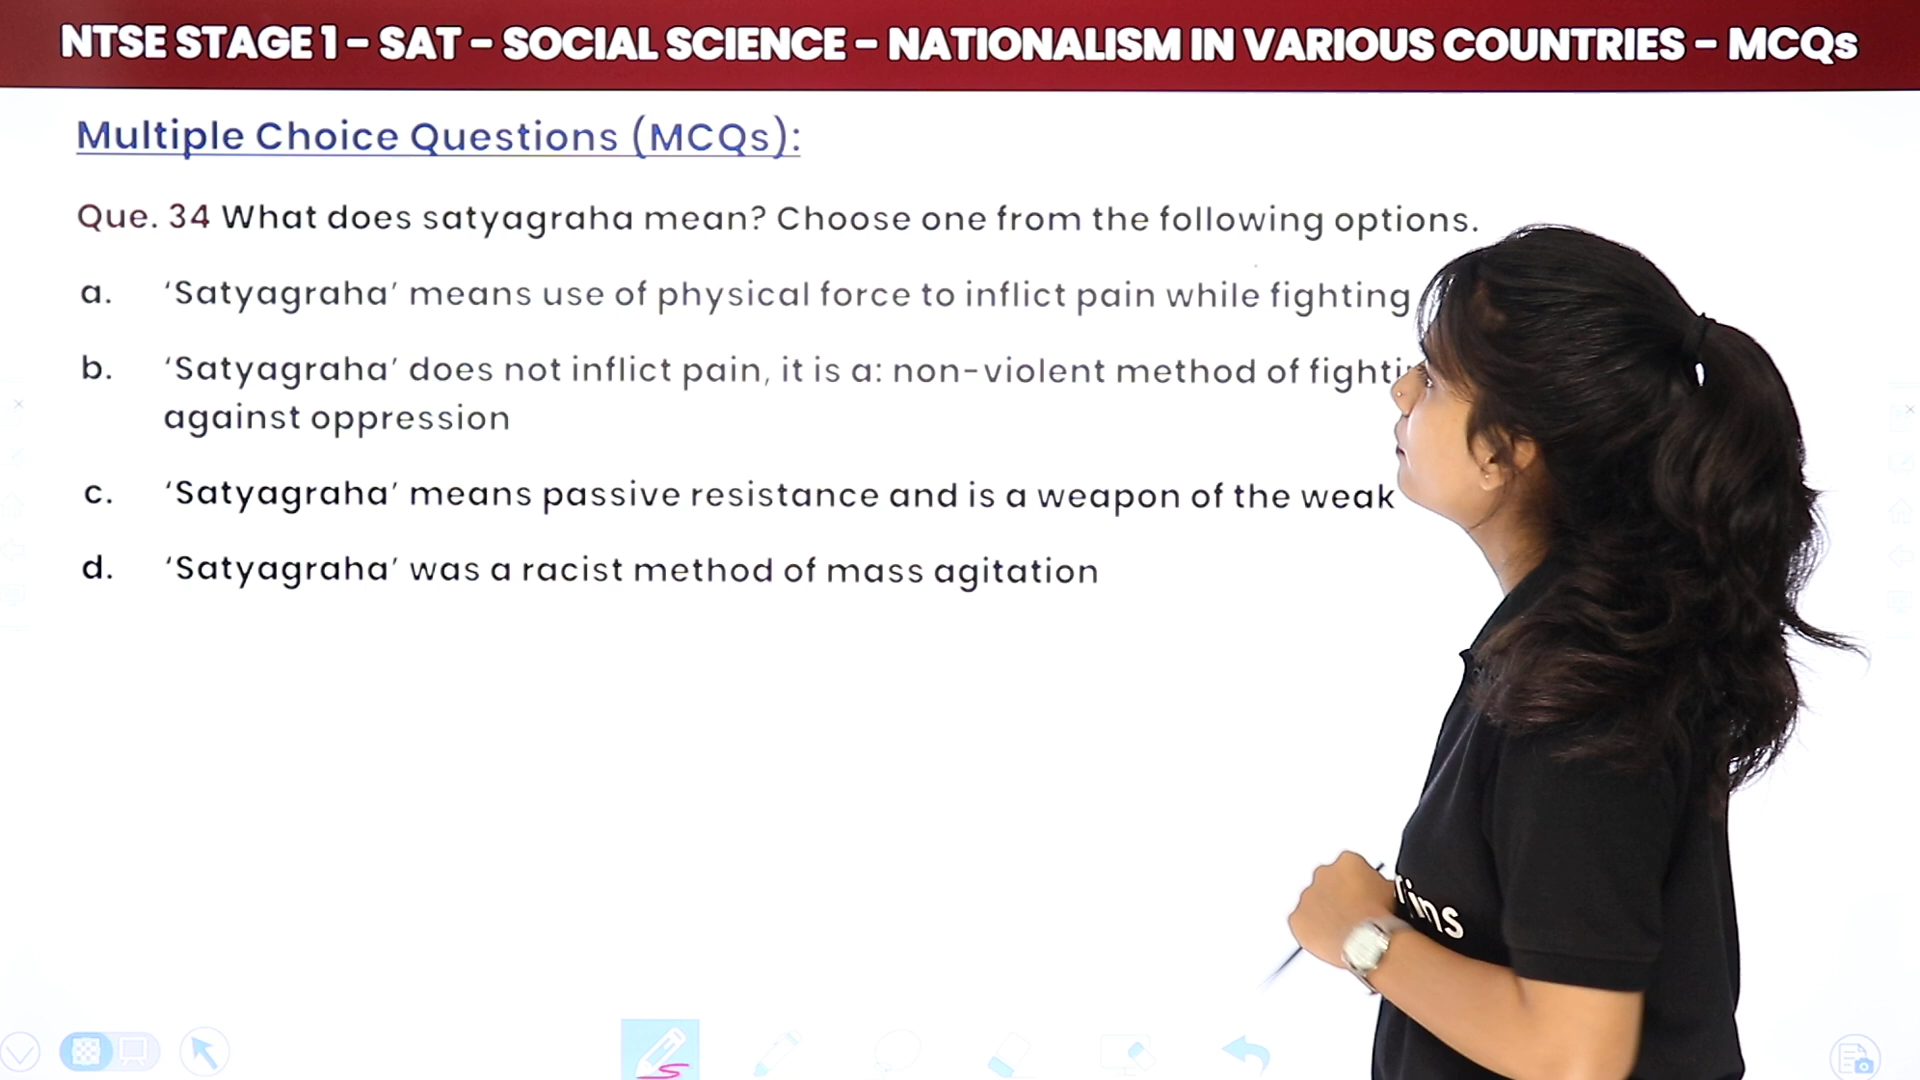 NTSE STAGE 1 – SAT – SOCIAL SCIENCE – NATIONALISM IN VARIOUS COUNTRIES – MCQs
Multiple Choice Questions (MCQs):
Que. 34 What does satyagraha mean? Choose one from the following options.
a. ‘Satyagraha’ means use of physical force to inflict pain while fighting
b. ‘Satyagraha’ does not inflict pain, it is a: non-violent method of
against oppression
c. ‘Satyagraha’ means passive resistance and is a weapon of the weak
d. ‘Satyagraha’ was a racist method of mass agitation